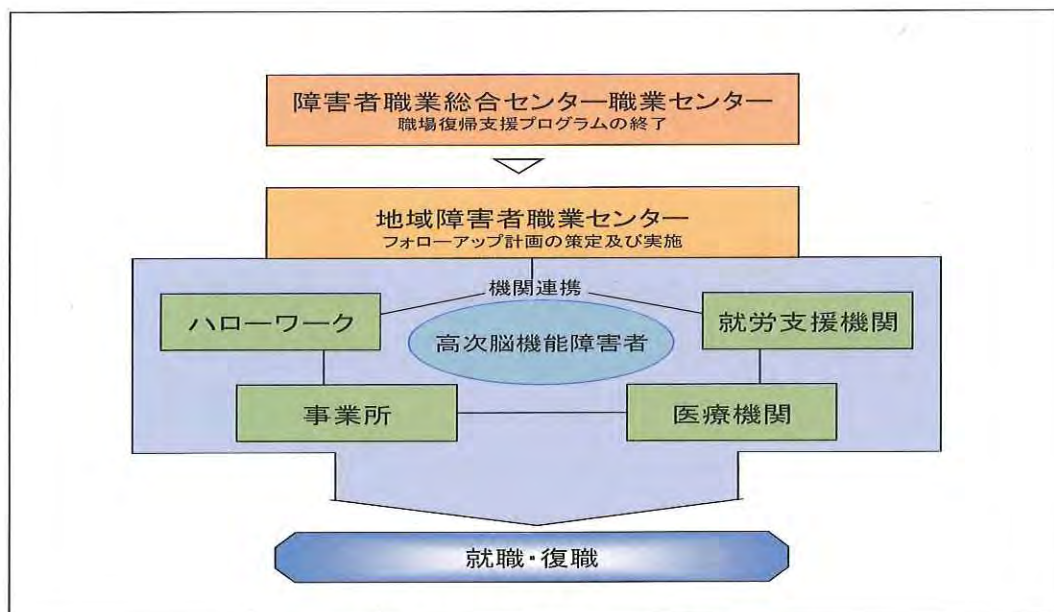 障害者職業総合センター職業センター
職場復帰支援プログラムの終了
地域障害者職業センター
フォローアップ計画の策定及び実施
機関連携
ハローワーク
就労支援機関
高次脳機能障害者
事業所
医療機関
就職・復職